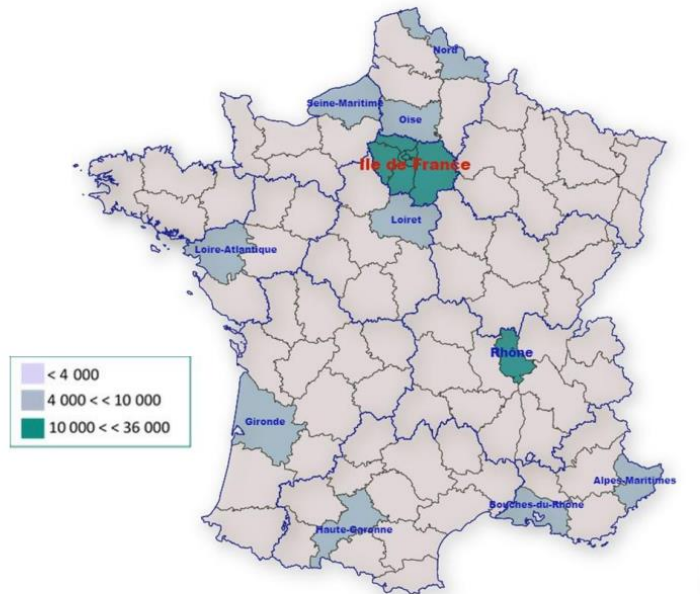 Nord
Seine-Maritime
Oise
Ile de France
Loiret
Loire-Atlantique
Rhône
< 4 000
4 000 < < 10 000
10 000 < < 36 000
Gironde
Alpes-Maritimes
Bouches-du-Rhône
Haute-Garonne